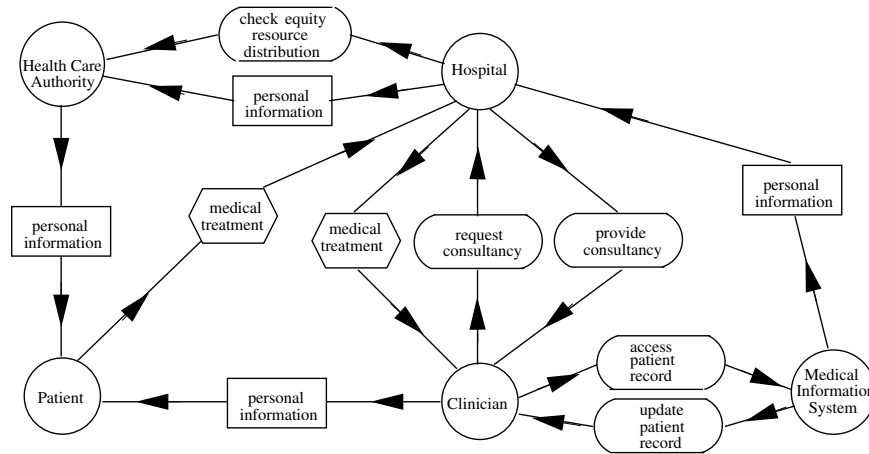 check equity
resource
distribution
Health Care
Authority
Hospital
personal
information
personal
information
medical
treatment
medical
treatment
request
consultancy
provide
consultancy
personal
information
access
patient
record
Patient
personal
information
Clinician
Medical
Information
System
update
patient
record